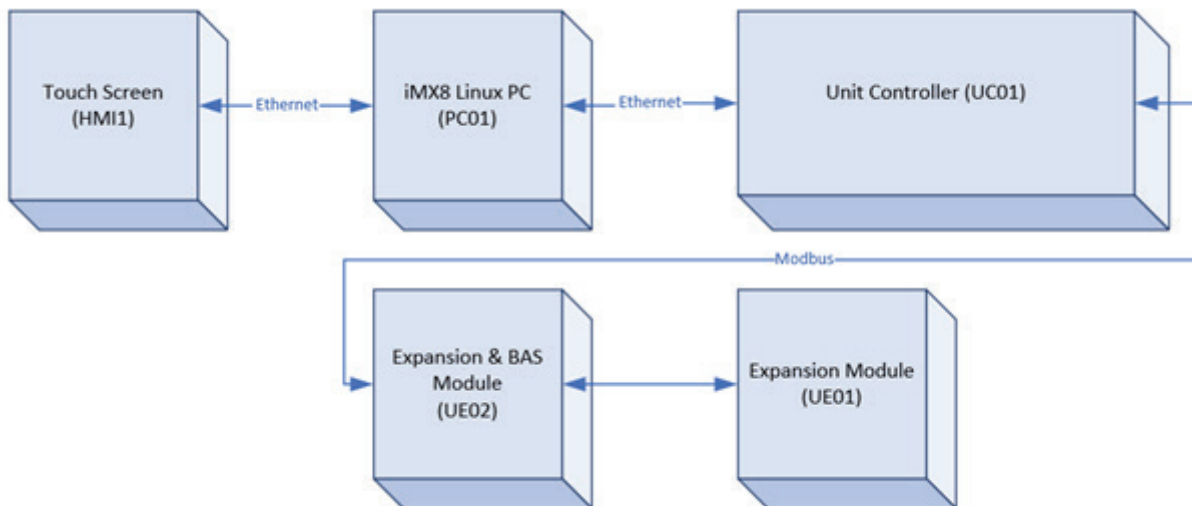 Touch Screen
(HMI1)
Ethernet
iMX8 Linux PC
(PC01)
Ethernet
Unit Controller (UC01)
Modbus
Expansion & BAS
Module
(UE02)
Expansion Module
(UE01)